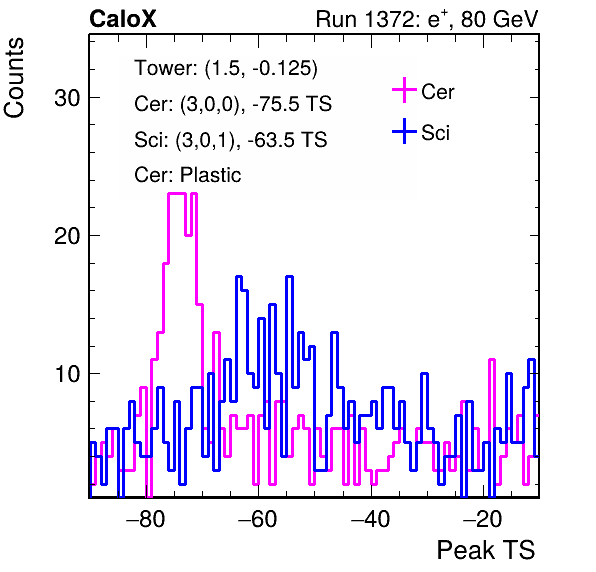 CaloX Run 1372: e⁺, 80 GeV
Counts
Tower: (1.5, -0.125)
Cer: (3,0,0), -75.5 TS
Sci: (3,0,1), -63.5 TS
Cer: Plastic
Cer
Sci
30
20
10
−80 −60 −40 −20
Peak TS